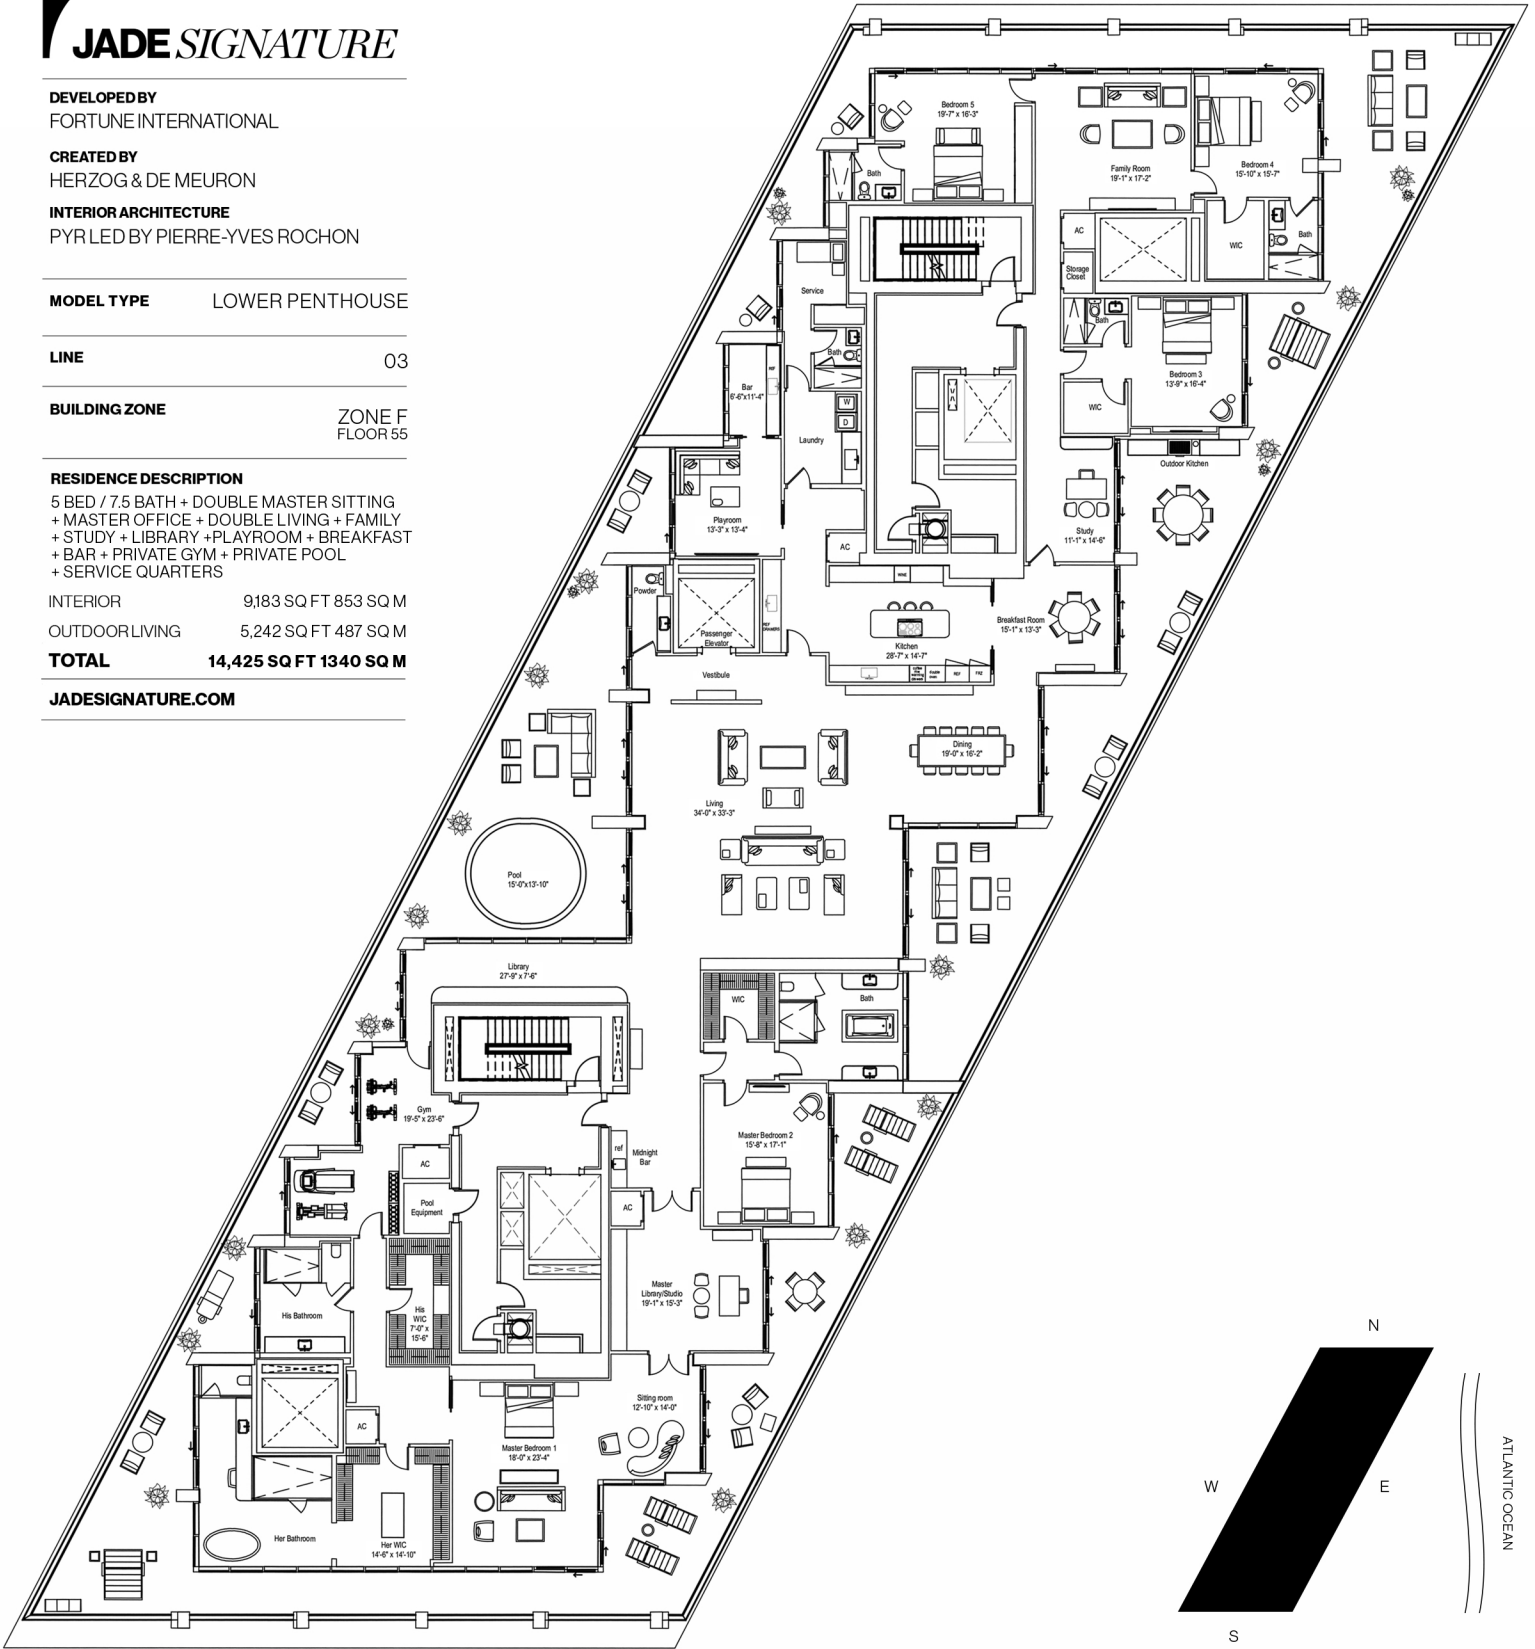 JADE SIGNATURE
DEVELOPED BY
FORTUNE INTERNATIONAL
CREATED BY
HERZOG & DE MEURON
INTERIOR ARCHITECTURE
PYR LED BY PIERRE-YVES ROCHON
MODEL TYPE LOWER PENTHOUSE
LINE 03
BUILDING ZONE ZONE F
FLOOR 55
RESIDENCE DESCRIPTION
5 BED / 7.5 BATH + DOUBLE MASTER SITTING
+ MASTER OFFICE + DOUBLE LIVING + FAMILY
+ STUDY + LIBRARY +PLAYROOM + BREAKFAST
+ BAR + PRIVATE GYM + PRIVATE POOL
+ SERVICE QUARTERS
INTERIOR 9,183 SQ FT 853 SQ M
OUTDOOR LIVING 5,242 SQ FT 487 SQ M
TOTAL 14,425 SQ FT 1340 SQ M
JADESIGNATURE.COM
Bedroom 5
19'-7" x 16'-3"
Family Room
19'-1" x 17'-2"
Bedroom 4
15'-10" x 15'-7"
Bath
AC
WIC
Bath
Storage
Closet
Service
Bath
Bath
Bedroom 3
13'-9" x 16'-4"
WIC
Bar
6'-6"x11'-4"
REF
W
D
Laundry
Outdoor Kitchen
Playroom
13'-3" x 13'-4"
Study
11'-1" x 14'-6"
AC
WNE
Powder
Passenger
Elevator
REF
Kitchen
28'-7" x 14'-7"
Breakfast Room
15'-1" x 13'-3"
REF
FRZ
Vestibule
Dining
19'-0" x 16'-2"
Living
34'-0" x 33'-3"
Pool
15'-0"x13'-10"
Library
27'-9" x 7'-6"
WIC
Bath
Gym
19'-5" x 23'-6"
Master Bedroom 2
15'-8" x 17'-1"
ref
Midnight
Bar
AC
Pool
Equipment
AC
Master
Library/Studio
19'-1" x 15'-3"
His Bathroom
His
WIC
7'-0" x
15'-6"
Sitting room
12'-10" x 14'-0"
AC
Master Bedroom 1
18'-0" x 23'-4"
Her Bathroom
Her WIC
14'-6" x 14'-10"
N
W
E
S
ATLANTIC OCEAN